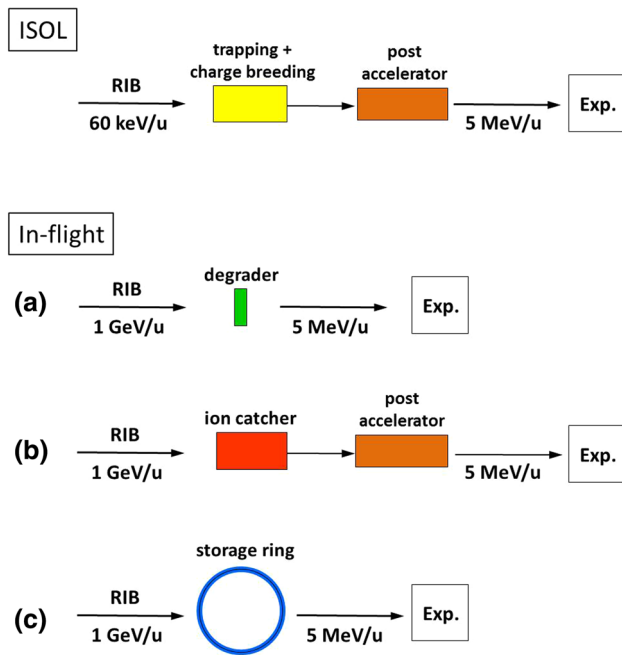 ISOL
trapping +
charge breeding
post
accelerator
RIB
60 keV/u
5 MeV/u
Exp.
In-flight
(a)
RIB
1 GeV/u
degrader
5 MeV/u
Exp.
(b)
RIB
1 GeV/u
ion catcher
post
accelerator
5 MeV/u
Exp.
(c)
RIB
1 GeV/u
storage ring
5 MeV/u
Exp.